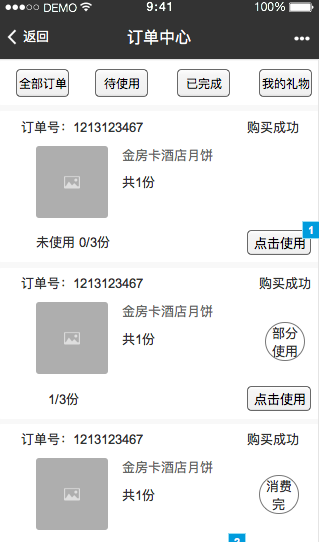 DEMO 9:41 100%
返回 订单中心
全部订单 待使用 已完成 我的礼物
订单号：1213123467 购买成功
金房卡酒店月饼
共1份
1
未使用 0/3份 点击使用
订单号：1213123467 购买成功
金房卡酒店月饼
共1份
部分
使用
1/3份 点击使用
订单号：1213123467 购买成功
金房卡酒店月饼
共1份
消费
完